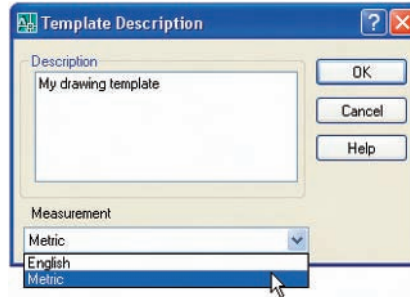 Template Description
Description
My drawing template
OK
Cancel
Help
Measurement
Metric
English
Metric